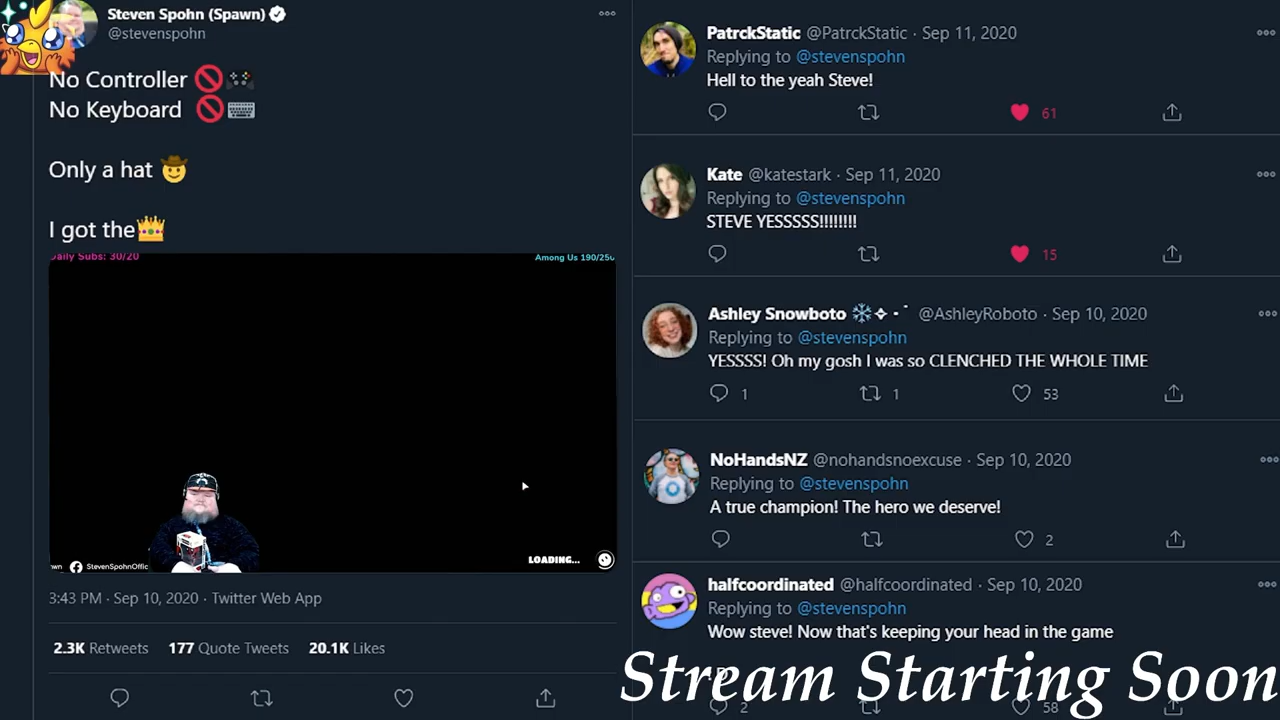 Steven Spohn (Spawn)
@stevenspohn
No Controller 🚫🎮
No Keyboard 🚫⌨
Only a hat 🤠
I got the👑
Daily Subs: 30/20
Among Us 190/250
LOADING...
wn StevenSpohnOffic
3:43 PM · Sep 10, 2020 · Twitter Web App
2.3K Retweets 177 Quote Tweets 20.1K Likes
PatrckStatic @PatrckStatic · Sep 11, 2020
Replying to @stevenspohn
Hell to the yeah Steve!
61
Kate @katestark · Sep 11, 2020
Replying to @stevenspohn
STEVE YESSSSS!!!!!!!!
15
Ashley Snowboto ❄✧・゚ @AshleyRoboto · Sep 10, 2020
Replying to @stevenspohn
YESSSS! Oh my gosh I was so CLENCHED THE WHOLE TIME
1 1 53
NoHandsNZ @nohandsnoexcuse · Sep 10, 2020
Replying to @stevenspohn
A true champion! The hero we deserve!
2
halfcoordinated @halfcoordinated · Sep 10, 2020
Replying to @stevenspohn
Wow steve! Now that's keeping your head in the game
Stream Starting Soon
2 58